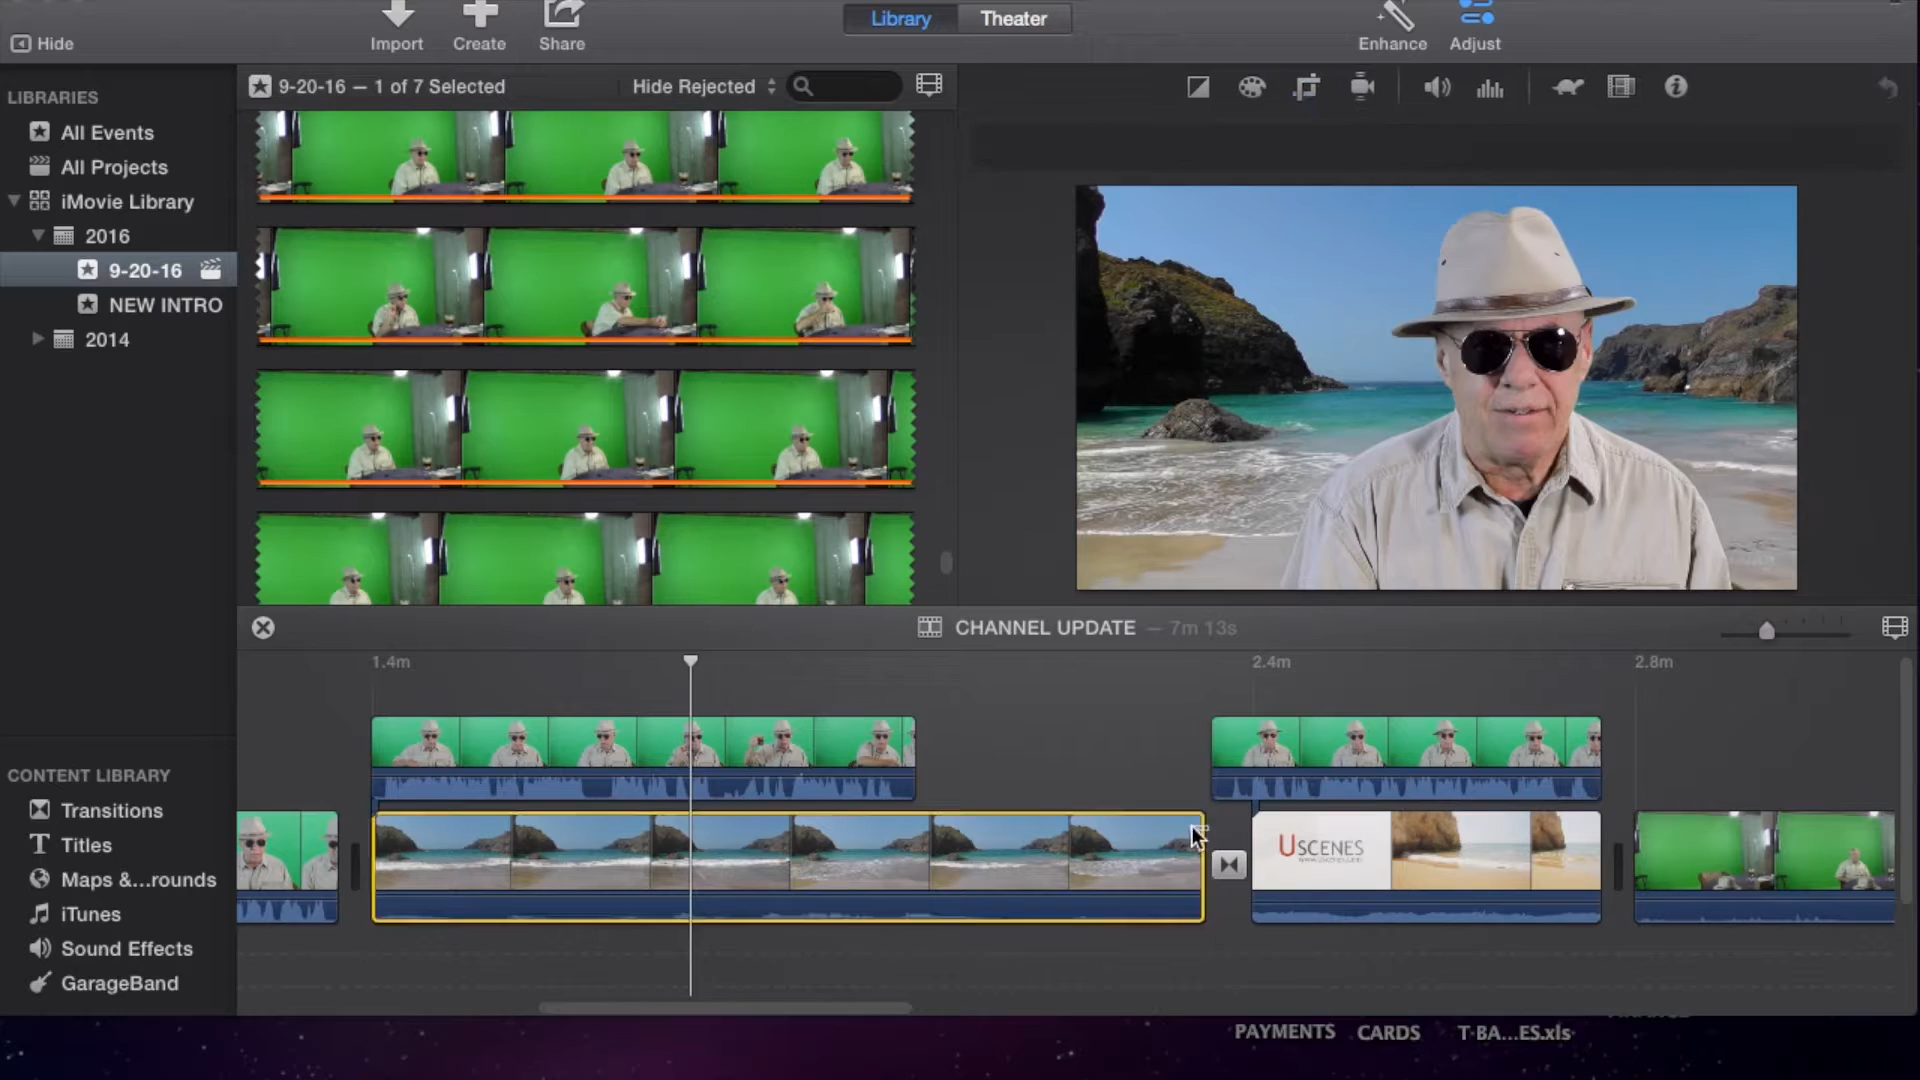 Library
Theater
Hide
Import
Create
Share
Enhance
Adjust
LIBRARIES
All Events
All Projects
iMovie Library
2016
9-20-16
NEW INTRO
2014
9-20-16 — 1 of 7 Selected
Hide Rejected
CHANNEL UPDATE — 7m 13s
1.4m
2.4m
2.8m
USCENES
CONTENT LIBRARY
Transitions
Titles
Maps &...rounds
iTunes
Sound Effects
GarageBand
PAYMENTS
CARDS
T BA...ES.xls